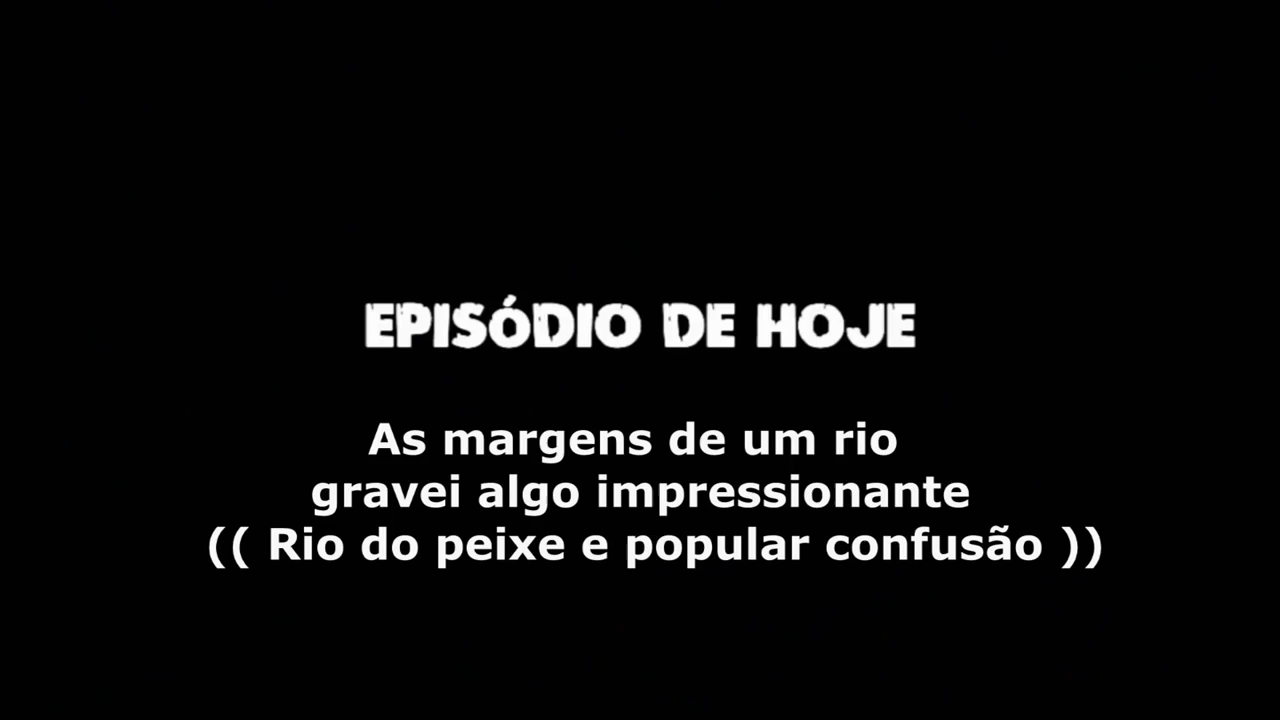 EPISÓDIO DE HOJE
As margens de um rio
gravei algo impressionante
(( Rio do peixe e popular confusão ))